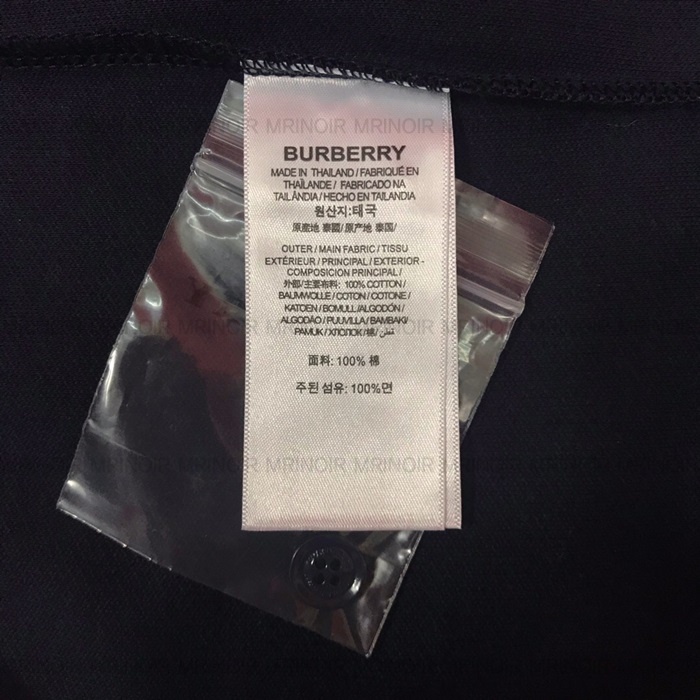 MRINOIR MRINOIR MRINOIR
BURBERRY
MADE IN THAILAND / FABRIQUÉ EN
THAÏLANDE / FABRICADO NA
TAILÂNDIA / HECHO EN TAILANDIA
원산지:태국
原産地 泰國/ 原产地 泰国/
OUTER / MAIN FABRIC / TISSU
EXTÉRIEUR / PRINCIPAL / EXTERIOR -
COMPOSICIÓN PRINCIPAL /
外部/主要布料: 100% COTTON /
BAUMWOLLE / COTON / COTONE /
KATOEN / BOMULL /ALGODÓN /
ALGODÃO / PUUVILLA / BAMBAKI/
PAMUK / ХЛОПОК /棉/ قطن
面料: 100% 棉
주된 섬유: 100%면
MRINOIR MRINOIR MRINOIR MRINOIR MRINOIR